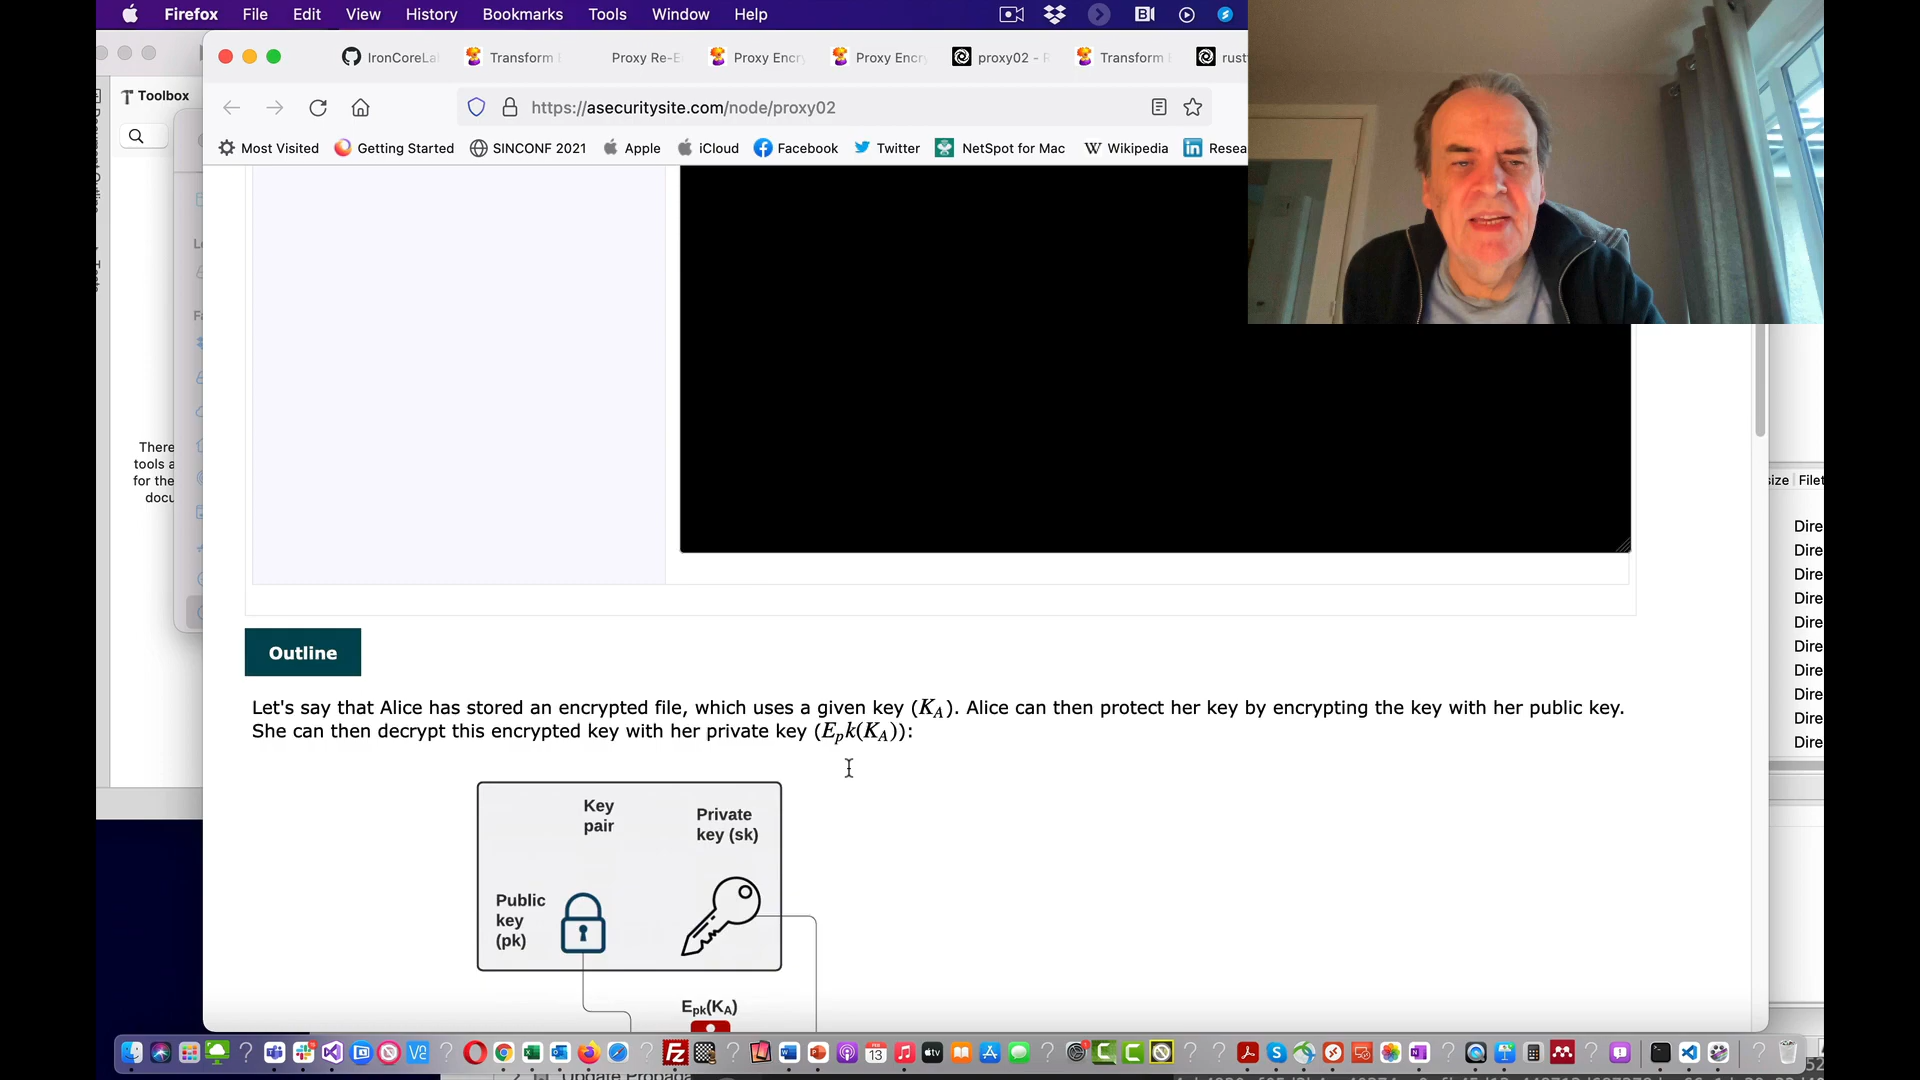 Firefox File Edit View History Bookmarks Tools Window Help
IronCoreLa Transform Proxy Re-E Proxy Encr Proxy Encr proxy02 - Transform rust
Toolbox
https://asecuritysite.com/node/proxy02
Most Visited Getting Started SINCONF 2021 Apple iCloud Facebook Twitter NetSpot for Mac Wikipedia Resea
There
tools a
for the
docu
size Filet
Dire
Dire
Dire
Dire
Dire
Dire
Dire
Dire
Dire
Dire
Outline
Let's say that Alice has stored an encrypted file, which uses a given key (K_A). Alice can then protect her key by encrypting the key with her public key.
She can then decrypt this encrypted key with her private key (E_pk(K_A)):
Key
pair
Private
key (sk)
Public
key
(pk)
Epk(KA)
FEB
13
tv